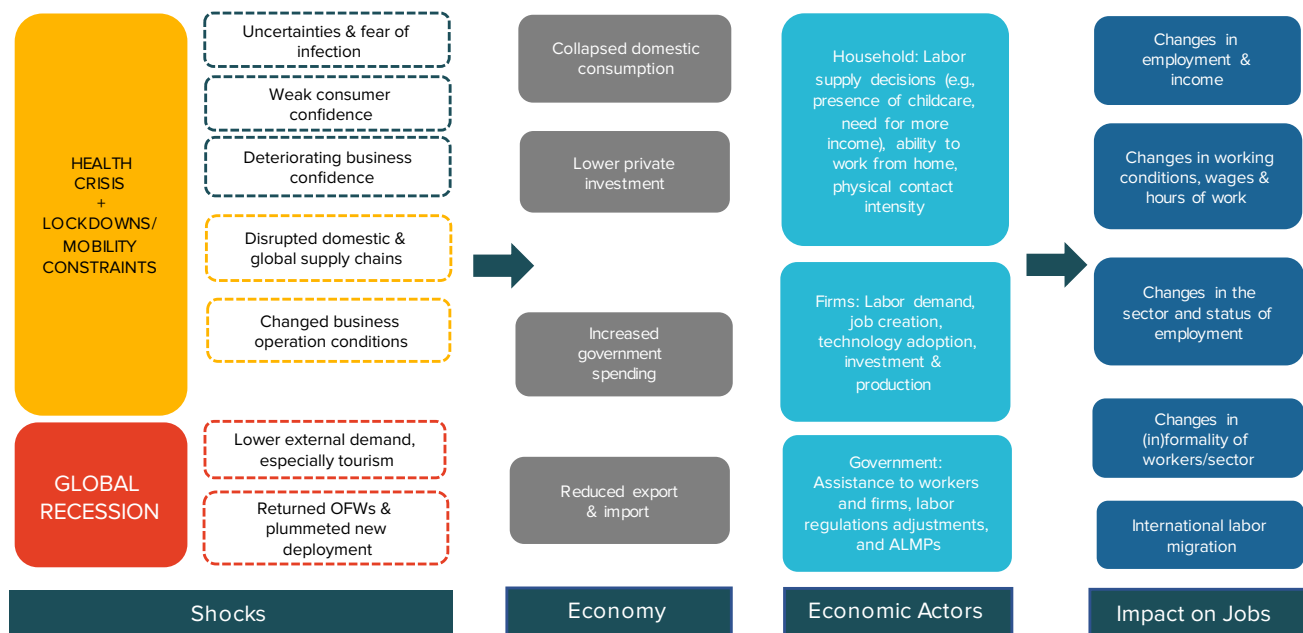 HEALTH
CRISIS
+
LOCKDOWNS/
MOBILITY
CONSTRAINTS
GLOBAL
RECESSION
Uncertainties & fear of
infection
Weak consumer
confidence
Deteriorating business
confidence
Disrupted domestic &
global supply chains
Changed business
operation conditions
Lower external demand,
especially tourism
Returned OFWs &
plummeted new
deployment
Shocks
Collapsed domestic
consumption
Lower private
investment
Increased
government
spending
Reduced export
& import
Economy
Household: Labor
supply decisions (e.g.,
presence of childcare,
need for more
income), ability to
work from home,
physical contact
intensity
Firms: Labor demand,
job creation,
technology adoption,
investment &
production
Government:
Assistance to workers
and firms, labor
regulations adjustments,
and ALMPs
Economic Actors
Changes in
employment &
income
Changes in working
conditions, wages &
hours of work
Changes in the
sector and status of
employment
Changes in
(in)formality of
workers/sector
International labor
migration
Impact on Jobs